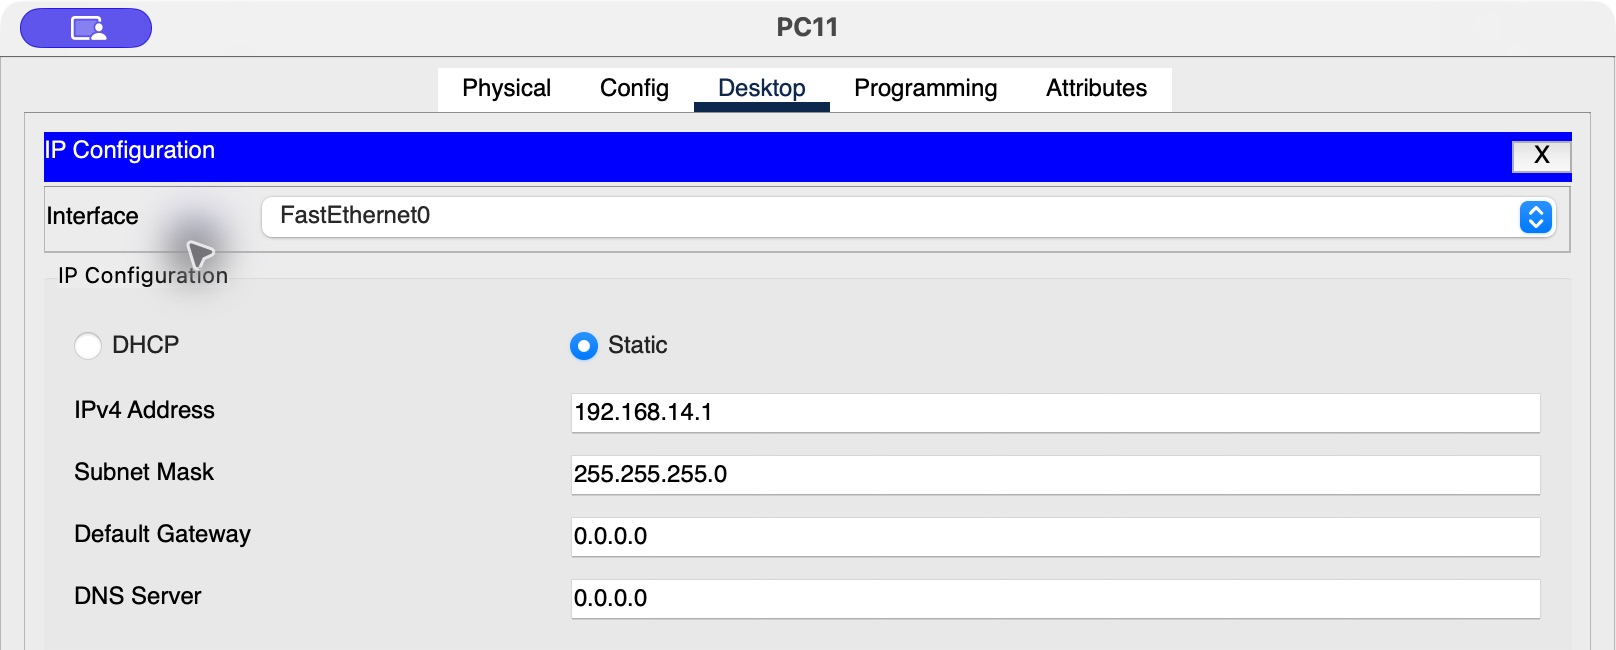 PC11
Physical Config Desktop Programming Attributes
IP Configuration X
Interface FastEthernet0
IP Configuration
DHCP Static
IPv4 Address 192.168.14.1
Subnet Mask 255.255.255.0
Default Gateway 0.0.0.0
DNS Server 0.0.0.0